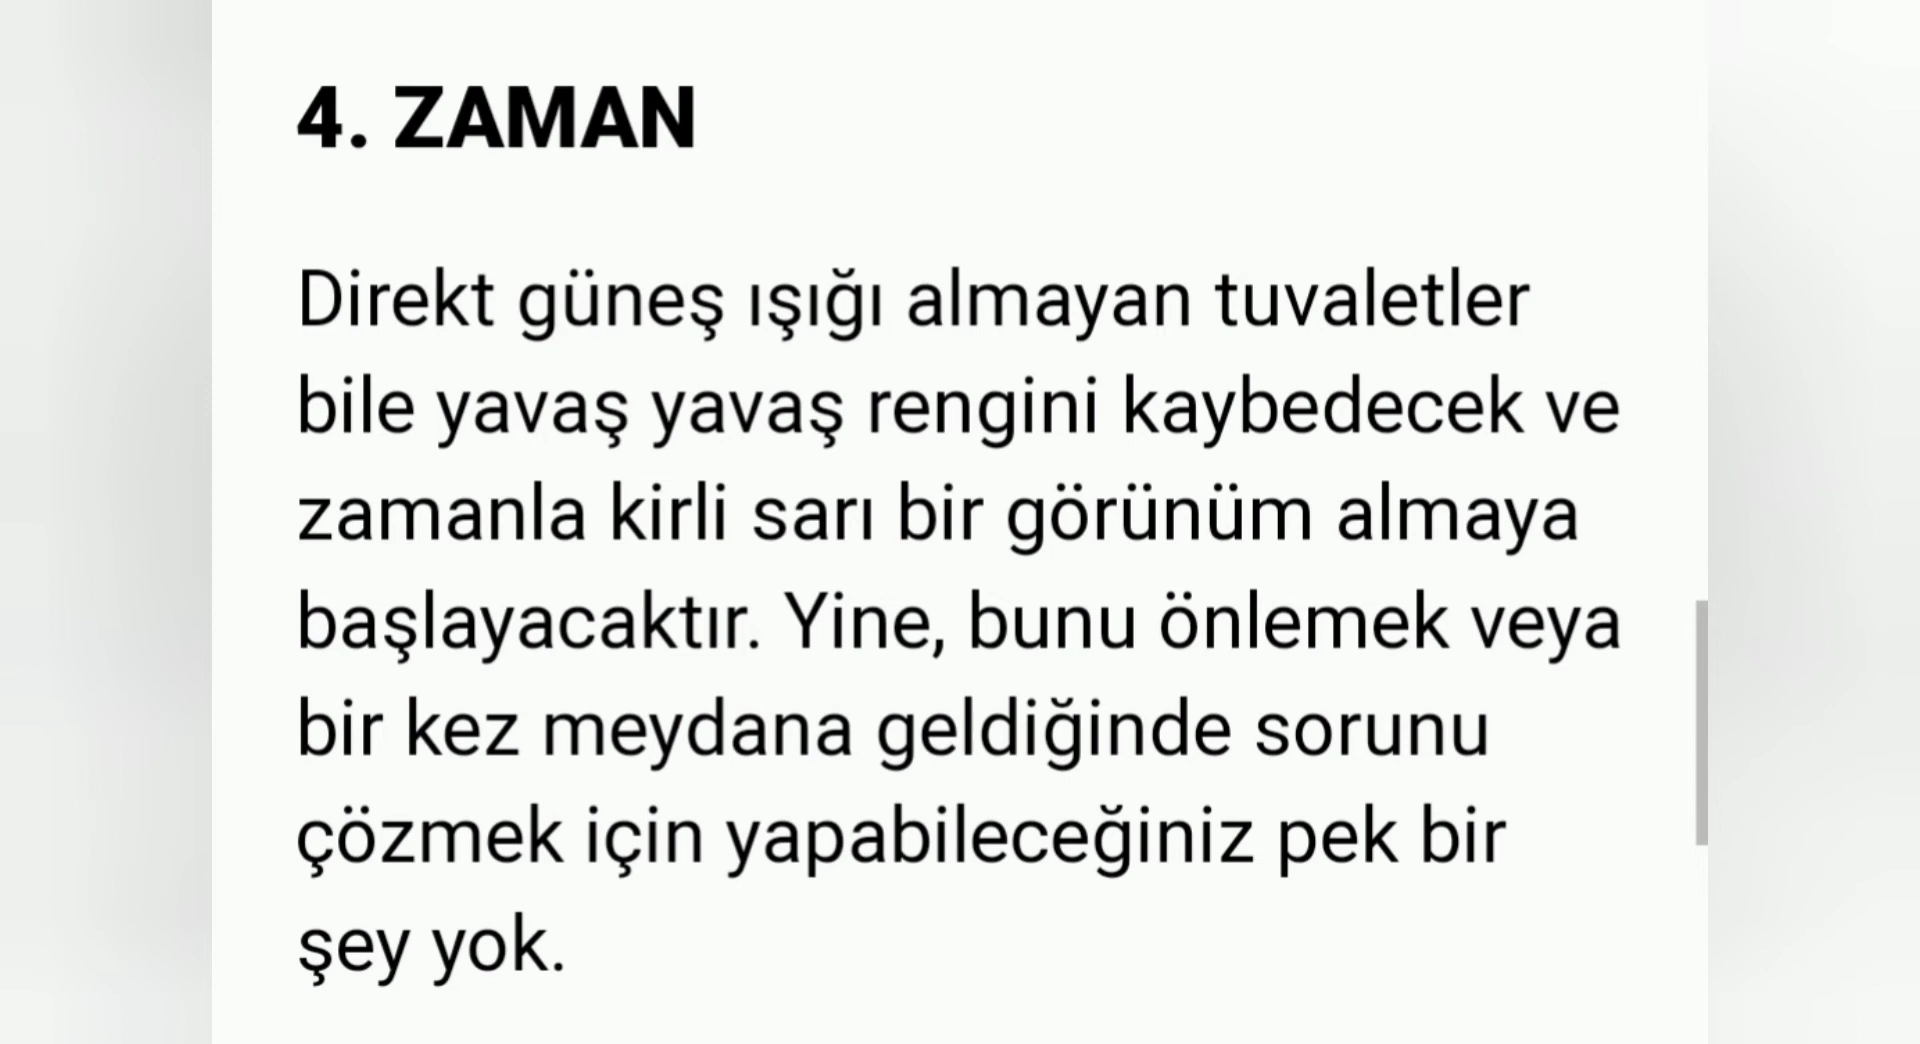 4. ZAMAN
Direkt güneş ışığı almayan tuvaletler
bile yavaş yavaş rengini kaybedecek ve
zamanla kirli sarı bir görünüm almaya
başlayacaktır. Yine, bunu önlemek veya
bir kez meydana geldiğinde sorunu
çözmek için yapabileceğiniz pek bir
şey yok.